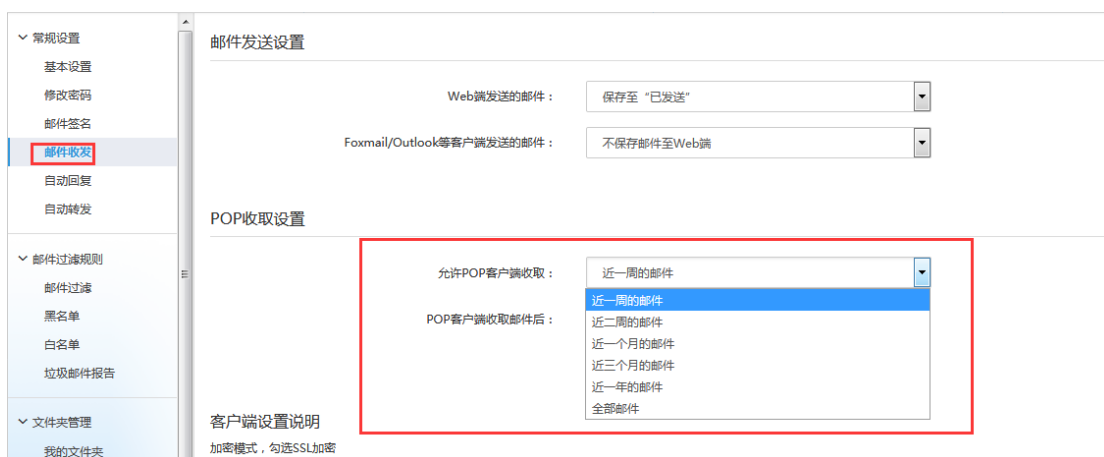 常规设置
基本设置
修改密码
邮件签名
邮件收发
自动回复
自动转发
邮件过滤规则
邮件过滤
黑名单
白名单
垃圾邮件报告
文件夹管理
我的文件夹
邮件发送设置
Web端发送的邮件：
保存至“已发送”
Foxmail/Outlook等客户端发送的邮件：
不保存邮件至Web端
POP收取设置
允许POP客户端收取：
近一周的邮件
近一周的邮件
近二周的邮件
近一个月的邮件
近三个月的邮件
近一年的邮件
全部邮件
POP客户端收取邮件后：
客户端设置说明
加密模式，勾选SSL加密